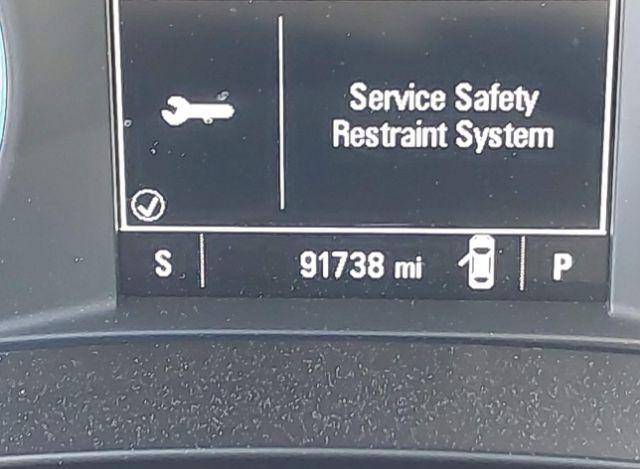 Service Safety
Restraint System
S 91738 mi P